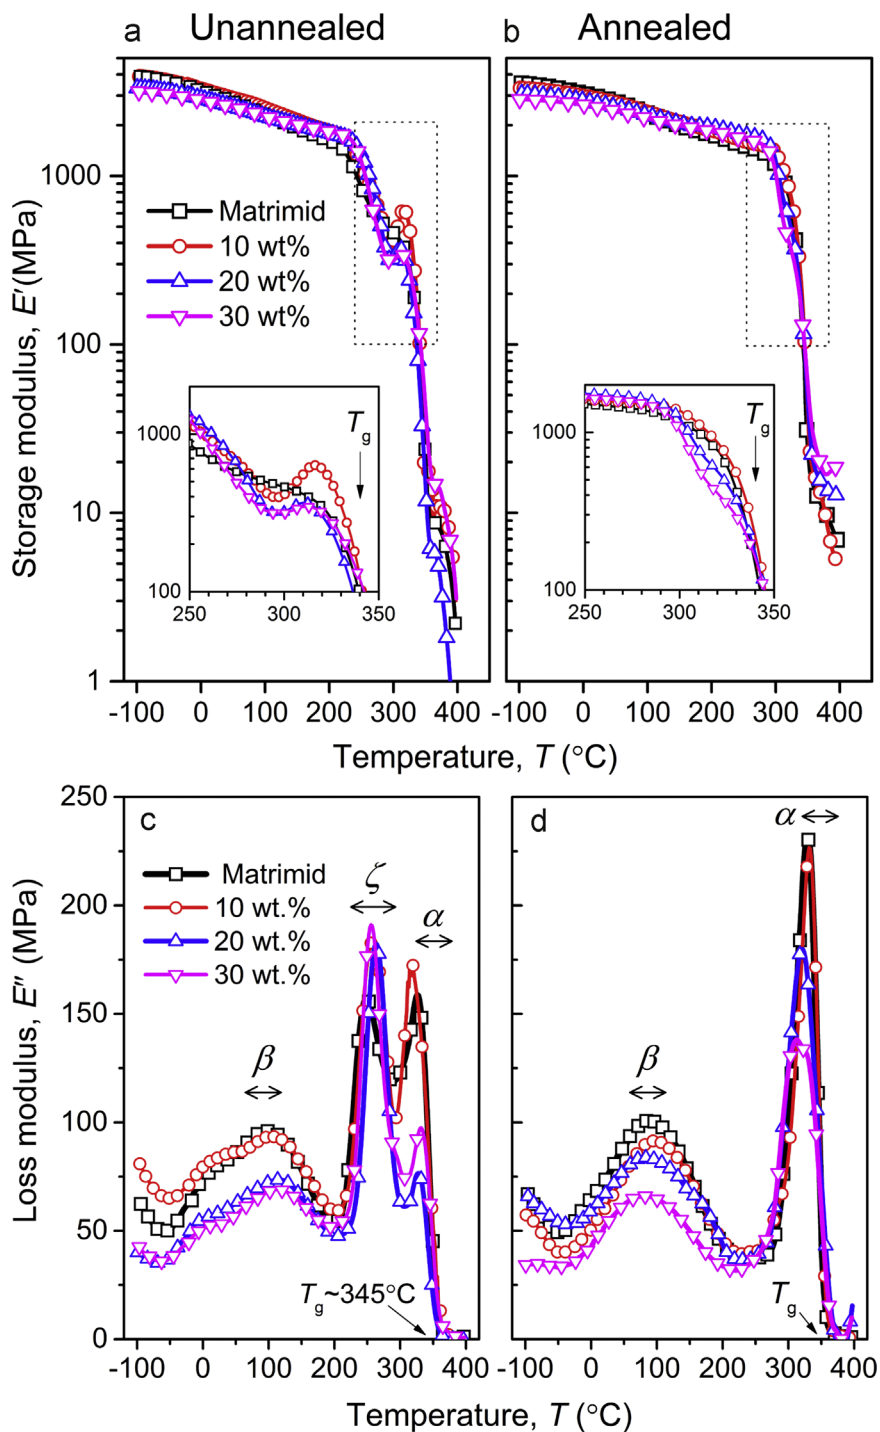 Unannealed
Annealed
a
b
Storage modulus, E′(MPa)
1000
100
10
1
Matrimid
10 wt%
20 wt%
30 wt%
1000
100
250 300 350
Tg
1000
100
250 300 350
Tg
-100 0 100 200 300 400
-100 0 100 200 300 400
Temperature, T (°C)
c
d
Loss modulus, E″ (MPa)
250
200
150
100
50
0
Matrimid
10 wt.%
20 wt.%
30 wt.%
β
ζ
α
Tg~345°C
β
α
Tg
-100 0 100 200 300 400
-100 0 100 200 300 400
Temperature, T (°C)